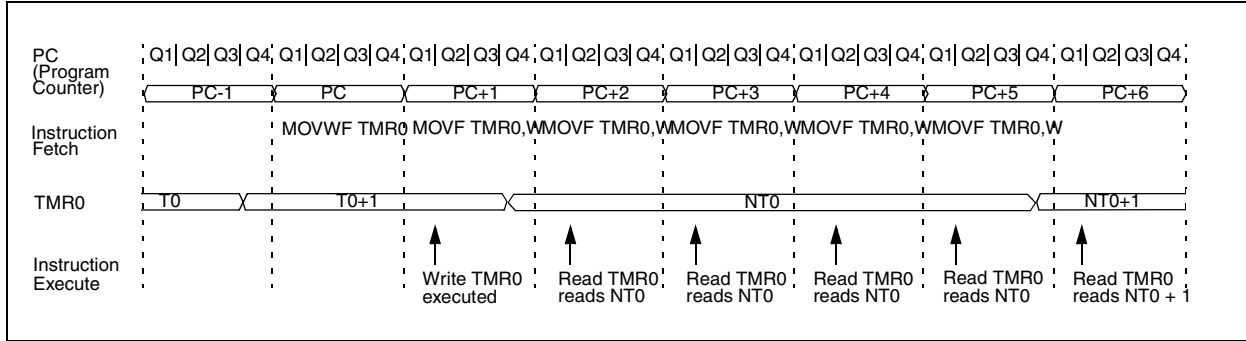 PC
(Program
Counter)
Q1 Q2 Q3 Q4 Q1 Q2 Q3 Q4 Q1 Q2 Q3 Q4 Q1 Q2 Q3 Q4 Q1 Q2 Q3 Q4 Q1 Q2 Q3 Q4 Q1 Q2 Q3 Q4 Q1 Q2 Q3 Q4
PC-1 PC PC+1 PC+2 PC+3 PC+4 PC+5 PC+6
Instruction
Fetch
MOVWF TMR0 MOVF TMR0,W MOVF TMR0,W MOVF TMR0,W MOVF TMR0,W MOVF TMR0,W
TMR0
T0 T0+1 NT0 NT0+1
Instruction
Execute
Write TMR0
executed
Read TMR0
reads NT0
Read TMR0
reads NT0
Read TMR0
reads NT0
Read TMR0
reads NT0
Read TMR0
reads NT0 + 1